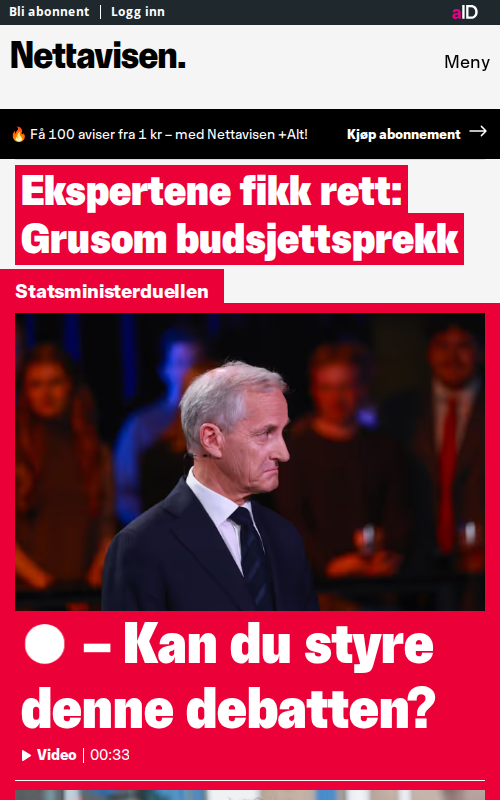 Bli abonnent | Logg inn
aID
Nettavisen.
Meny
🔥 Få 100 aviser fra 1 kr – med Nettavisen +Alt!
Kjøp abonnement →
Ekspertene fikk rett:
Grusom budsjettsprekk
Statsministerduellen
– Kan du styre
denne debatten?
Video | 00:33